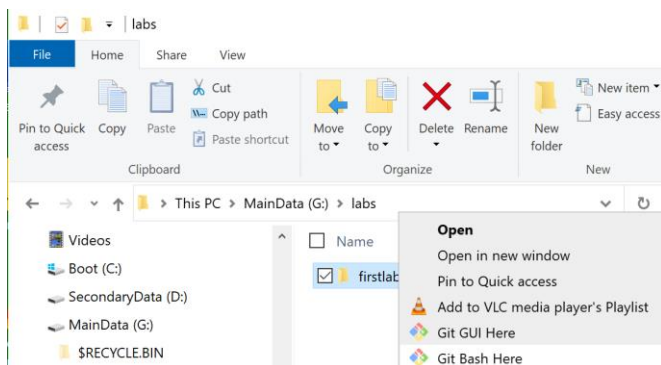 labs
File Home Share View
Pin to Quick access
Copy
Paste
Cut
Copy path
Paste shortcut
Clipboard
Move to
Copy to
Delete
Rename
Organize
New folder
New item
Easy access
New
This PC > MainData (G:) > labs
Videos
Boot (C:)
SecondaryData (D:)
MainData (G:)
$RECYCLE.BIN
Name
firstlab
Open
Open in new window
Pin to Quick access
Add to VLC media player's Playlist
Git GUI Here
Git Bash Here